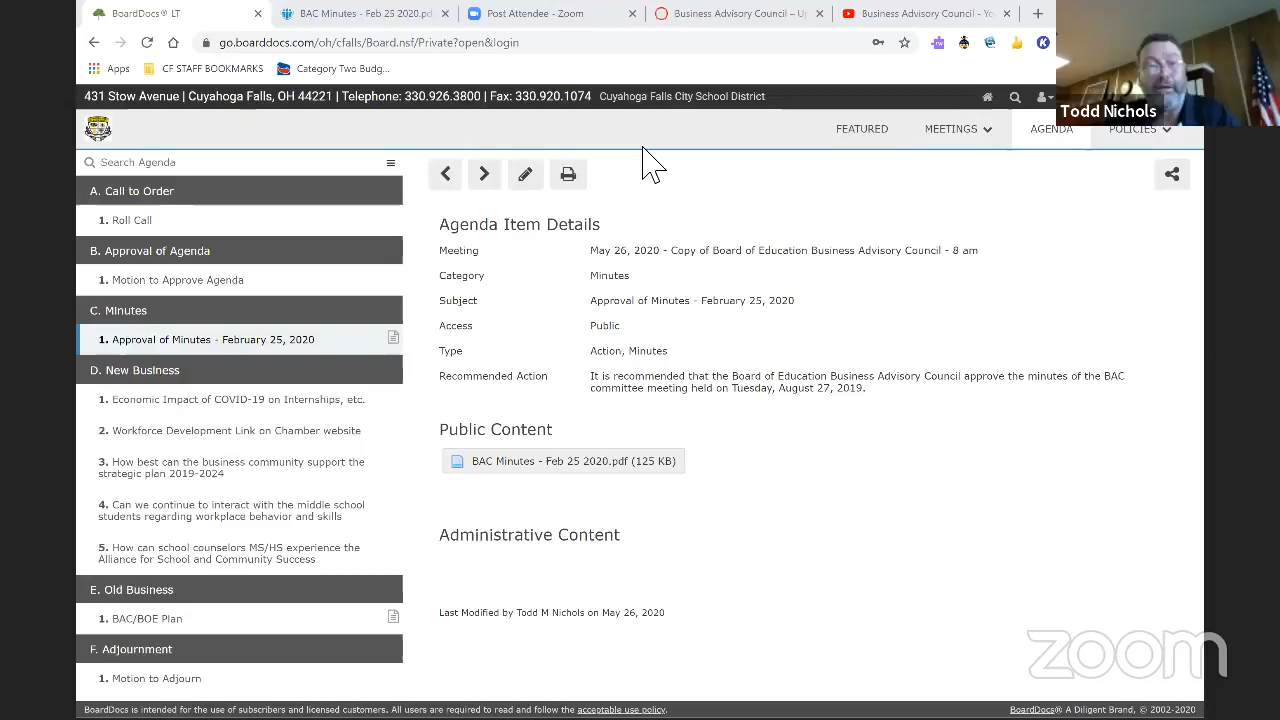 BoardDocs® LT
BAC Minutes - Feb 25 2020.pd
Post Attendee - Zoom
Business Advisory Council – Up
Business Advisory Council - Yo
go.boarddocs.com/oh/cfalls/Board.nsf/Private?open&login
Apps
CF STAFF BOOKMARKS
Category Two Budg...
Todd Nichols
431 Stow Avenue | Cuyahoga Falls, OH 44221 | Telephone: 330.926.3800 | Fax: 330.920.1074 Cuyahoga Falls City School District
FEATURED
MEETINGS
AGENDA
POLICIES
Search Agenda
A. Call to Order
1. Roll Call
B. Approval of Agenda
1. Motion to Approve Agenda
C. Minutes
1. Approval of Minutes - February 25, 2020
D. New Business
1. Economic Impact of COVID-19 on Internships, etc.
2. Workforce Development Link on Chamber website
3. How best can the business community support the
strategic plan 2019-2024
4. Can we continue to interact with the middle school
students regarding workplace behavior and skills
5. How can school counselors MS/HS experience the
Alliance for School and Community Success
E. Old Business
1. BAC/BOE Plan
F. Adjournment
1. Motion to Adjourn
Agenda Item Details
Meeting May 26, 2020 - Copy of Board of Education Business Advisory Council - 8 am
Category Minutes
Subject Approval of Minutes - February 25, 2020
Access Public
Type Action, Minutes
Recommended Action It is recommended that the Board of Education Business Advisory Council approve the minutes of the BAC
committee meeting held on Tuesday, August 27, 2019.
Public Content
BAC Minutes - Feb 25 2020.pdf (125 KB)
Administrative Content
Last Modified by Todd M Nichols on May 26, 2020
zoom
BoardDocs is intended for the use of subscribers and licensed customers. All users are required to read and follow the acceptable use policy.
BoardDocs® A Diligent Brand, © 2002-2020